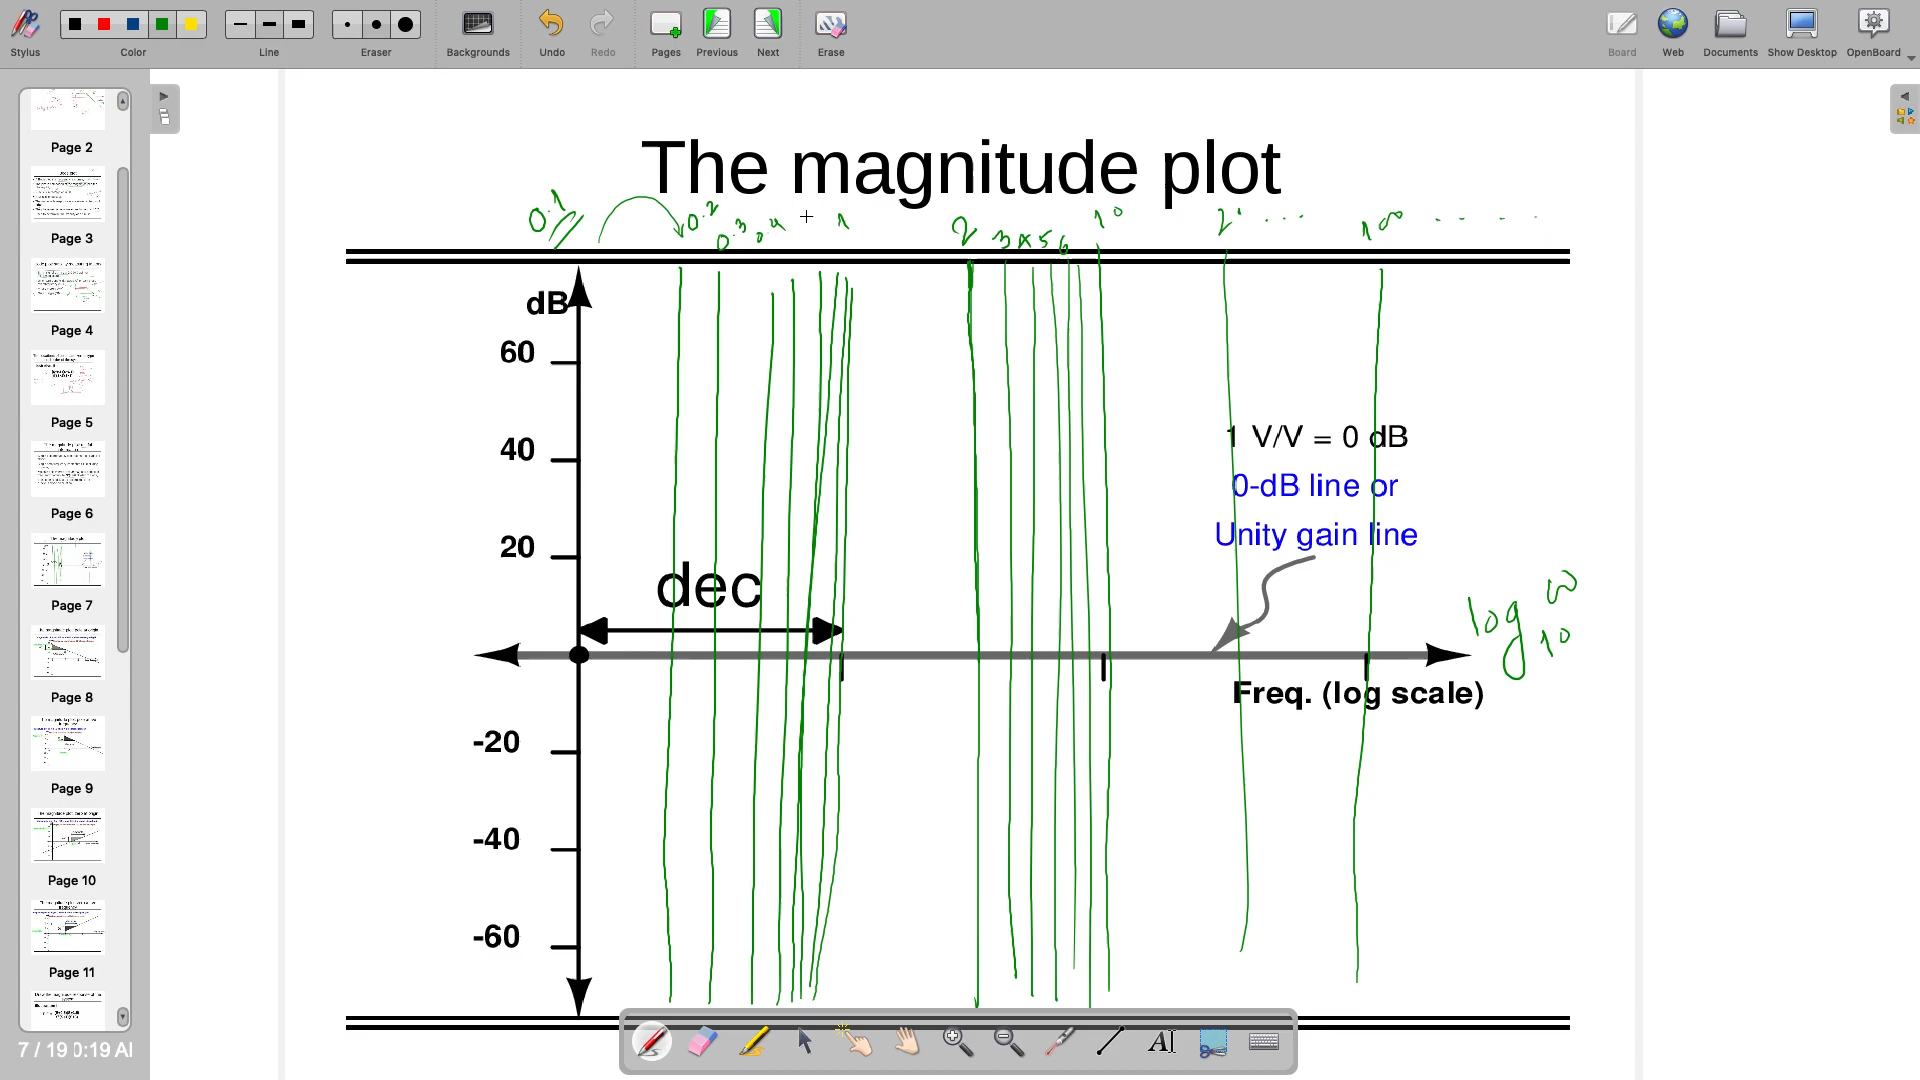 Stylus
Color
Line
Eraser
Backgrounds
Undo
Redo
Pages
Previous
Next
Erase
Board
Web
Documents
Show Desktop
OpenBoard
Page 2
Page 3
Page 4
Page 5
Page 6
Page 7
Page 8
Page 9
Page 10
Page 11
7 / 19
The magnitude plot
0.1 0.2 0.3 0.4 1 2 3 4 5 6 10 20 ... 100 .....
dB
60
40
20
-20
-40
-60
dec
1 V/V = 0 dB
0-dB line or
Unity gain line
Freq. (log scale)
log 10 ω